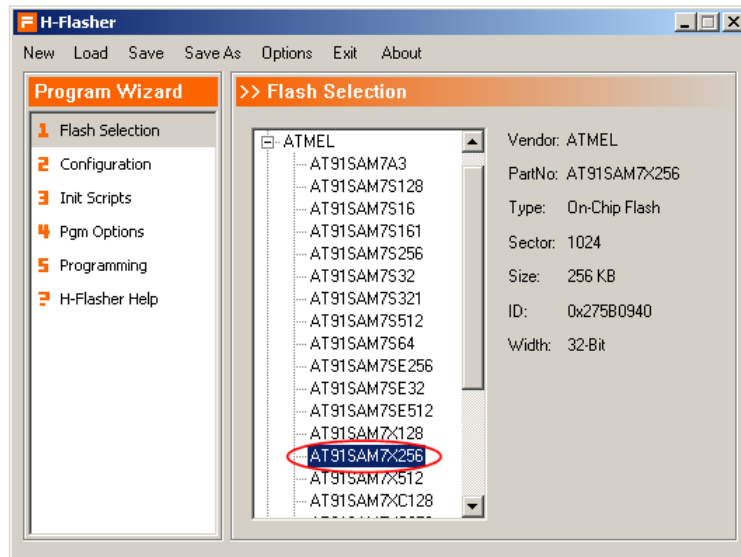 H-Flasher
New Load Save Save As Options Exit About
Program Wizard
1 Flash Selection
2 Configuration
3 Init Scripts
4 Pgm Options
5 Programming
? H-Flasher Help
>> Flash Selection
ATMEL
AT91SAM7A3
AT91SAM7S128
AT91SAM7S16
AT91SAM7S161
AT91SAM7S256
AT91SAM7S32
AT91SAM7S321
AT91SAM7S512
AT91SAM7S64
AT91SAM7SE256
AT91SAM7SE32
AT91SAM7SE512
AT91SAM7X128
AT91SAM7X256
AT91SAM7X512
AT91SAM7XC128
Vendor: ATMEL
PartNo: AT91SAM7X256
Type: On-Chip Flash
Sector: 1024
Size: 256 KB
ID: 0x275B0940
Width: 32-Bit